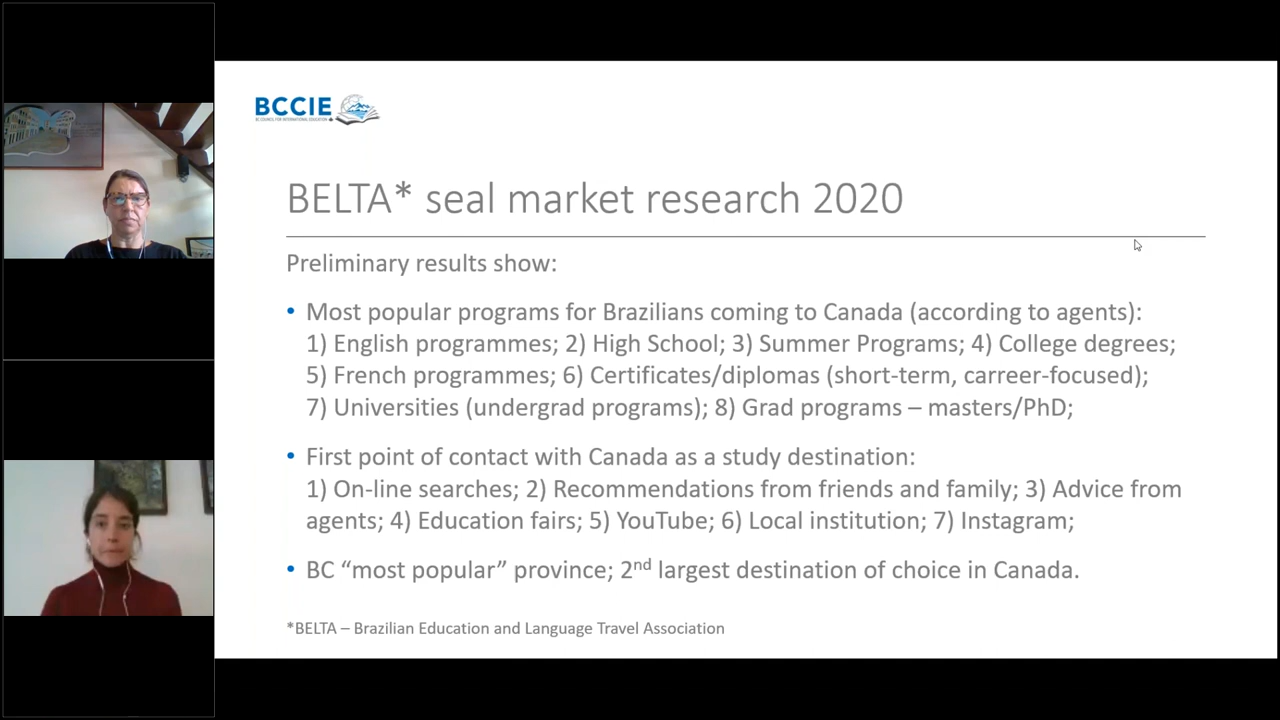 BCCIE
BC COUNCIL FOR INTERNATIONAL EDUCATION
BELTA* seal market research 2020
Preliminary results show:
• Most popular programs for Brazilians coming to Canada (according to agents):
1) English programmes; 2) High School; 3) Summer Programs; 4) College degrees;
5) French programmes; 6) Certificates/diplomas (short-term, carreer-focused);
7) Universities (undergrad programs); 8) Grad programs – masters/PhD;
• First point of contact with Canada as a study destination:
1) On-line searches; 2) Recommendations from friends and family; 3) Advice from
agents; 4) Education fairs; 5) YouTube; 6) Local institution; 7) Instagram;
• BC “most popular” province; 2nd largest destination of choice in Canada.
*BELTA – Brazilian Education and Language Travel Association